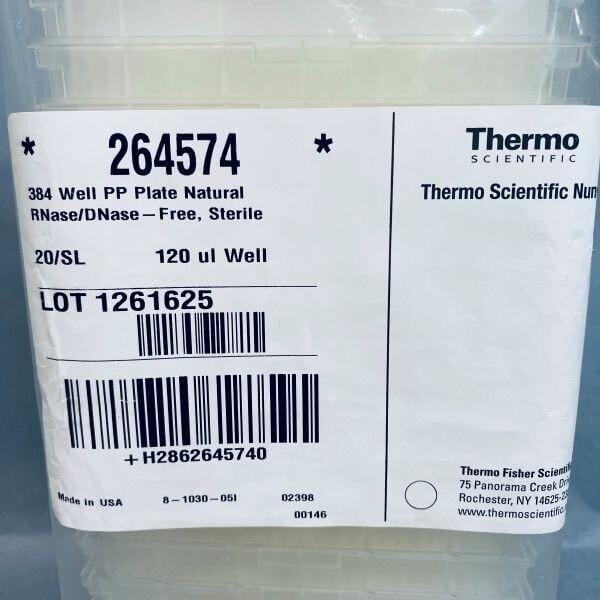 * 264574 *
384 Well PP Plate Natural
RNase/DNase – Free, Sterile
20/SL 120 ul Well
LOT 1261625
+H2862645740
Made in USA 8–1030–05I 02398
00146
Thermo
SCIENTIFIC
Thermo Scientific Nun
Thermo Fisher Scientifi
75 Panorama Creek Dri
Rochester, NY 14625-2
www.thermoscientific.